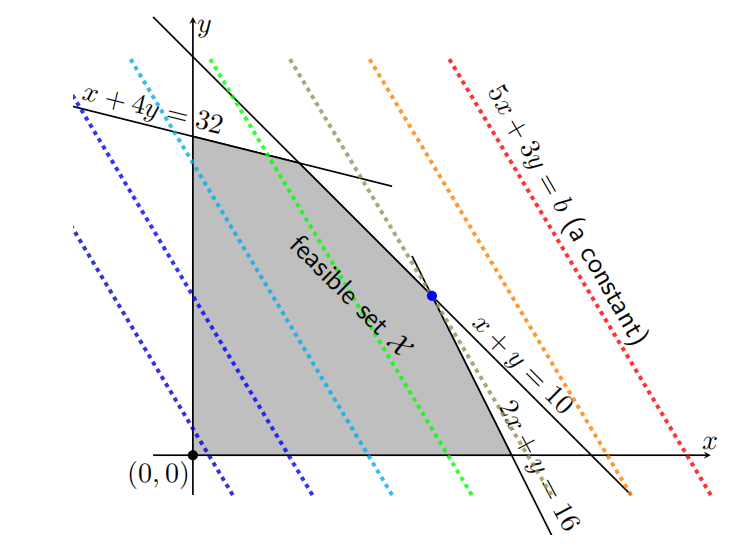 y
x + 4y = 32
5x + 3y = b (a constant)
feasible set 𝒳
x + y = 10
2x + y = 16
x
(0, 0)